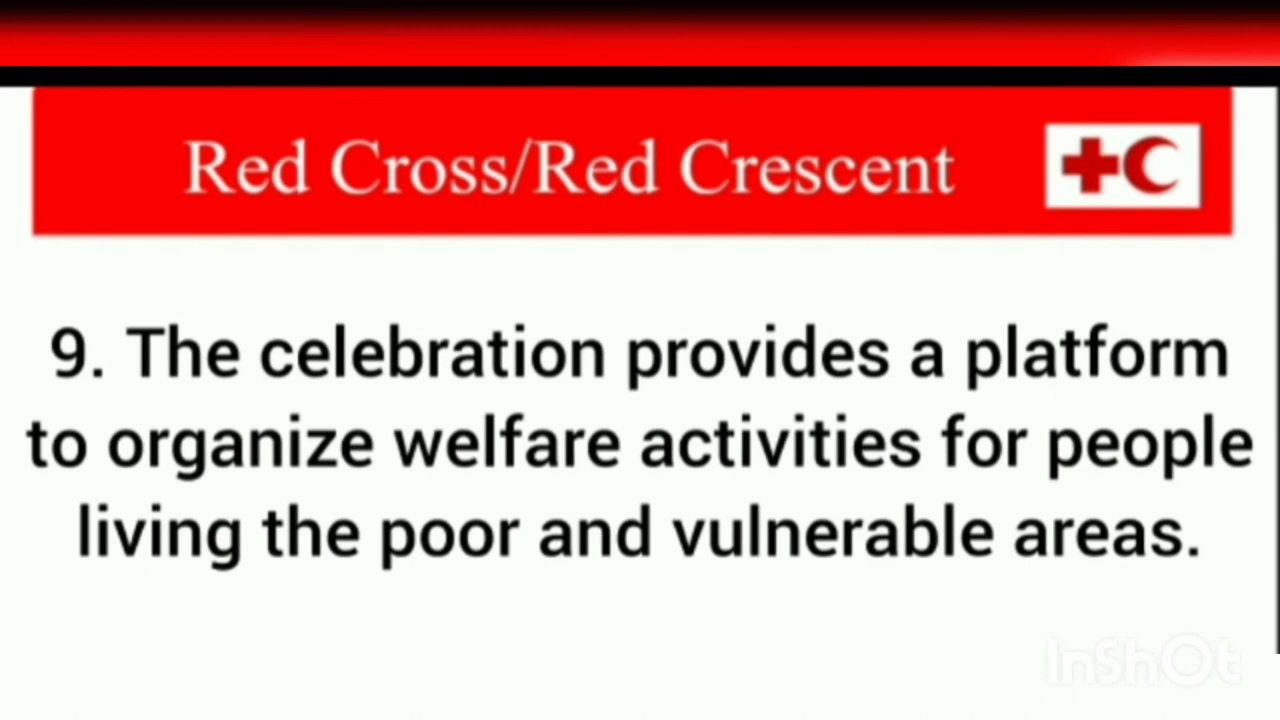 Red Cross/Red Crescent
9. The celebration provides a platform
to organize welfare activities for people
living the poor and vulnerable areas.
InShOt